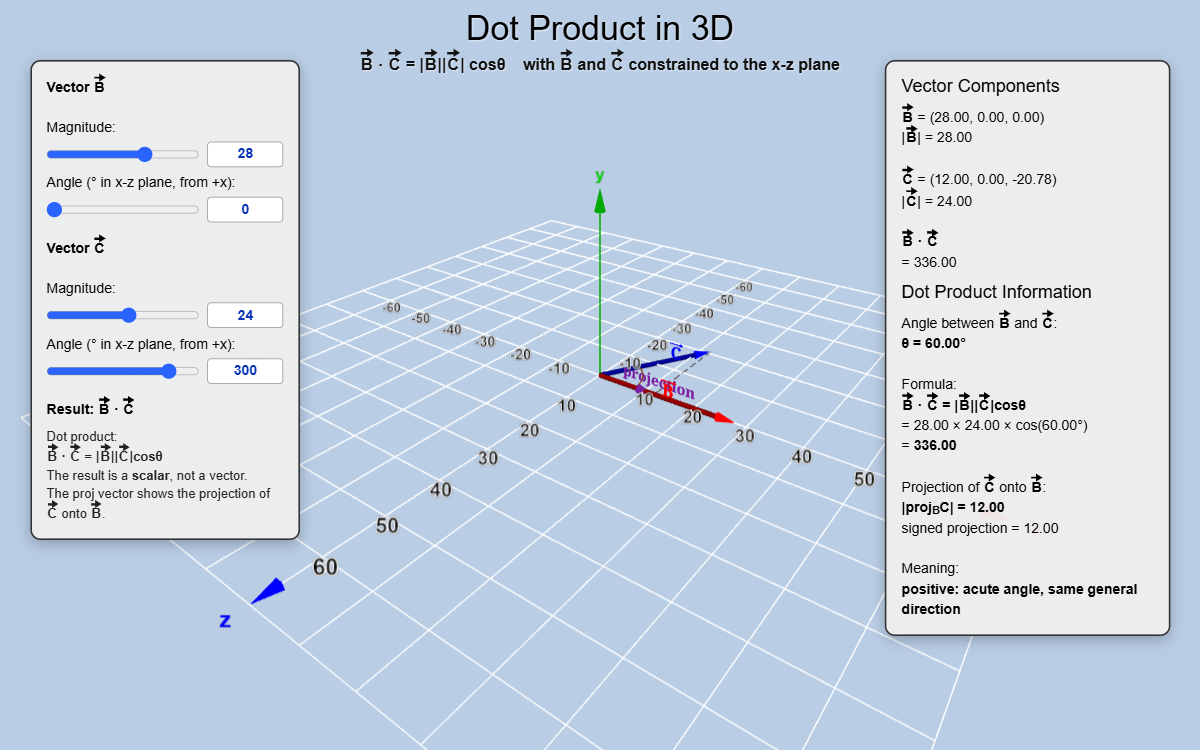 Dot Product in 3D
B⃗ · C⃗ = |B⃗||C⃗| cosθ with B⃗ and C⃗ constrained to the x-z plane
Vector B⃗
Magnitude:
28
Angle (° in x-z plane, from +x):
0
Vector C⃗
Magnitude:
24
Angle (° in x-z plane, from +x):
300
Result: B⃗ · C⃗
Dot product:
B⃗ · C⃗ = |B⃗||C⃗|cosθ
The result is a scalar, not a vector.
The proj vector shows the projection of
C⃗ onto B⃗.
y
-60
-50
-40
-30
-20
-10
-60
-50
-40
-30
-20
-10
C⃗
projection
B⃗
10
20
30
40
50
10
20
30
40
50
60
z
Vector Components
B⃗ = (28.00, 0.00, 0.00)
|B⃗| = 28.00
C⃗ = (12.00, 0.00, -20.78)
|C⃗| = 24.00
B⃗ · C⃗
= 336.00
Dot Product Information
Angle between B⃗ and C⃗:
θ = 60.00°
Formula:
B⃗ · C⃗ = |B⃗||C⃗|cosθ
= 28.00 × 24.00 × cos(60.00°)
= 336.00
Projection of C⃗ onto B⃗:
|projBC| = 12.00
signed projection = 12.00
Meaning:
positive: acute angle, same general
direction